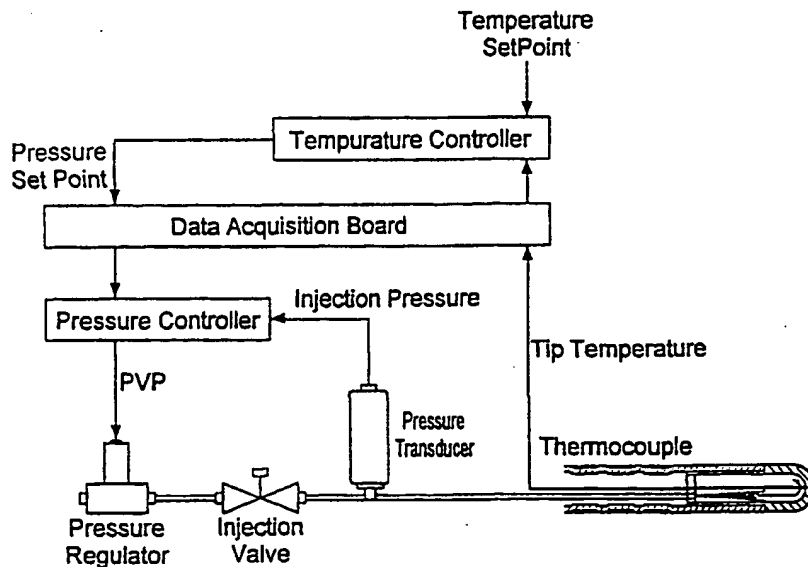 Temperature
SetPoint
Tempurature Controller
Pressure
Set Point
Data Acquisition Board
Injection Pressure
Pressure Controller
Tip Temperature
PVP
Pressure
Transducer
Thermocouple
Pressure
Regulator
Injection
Valve